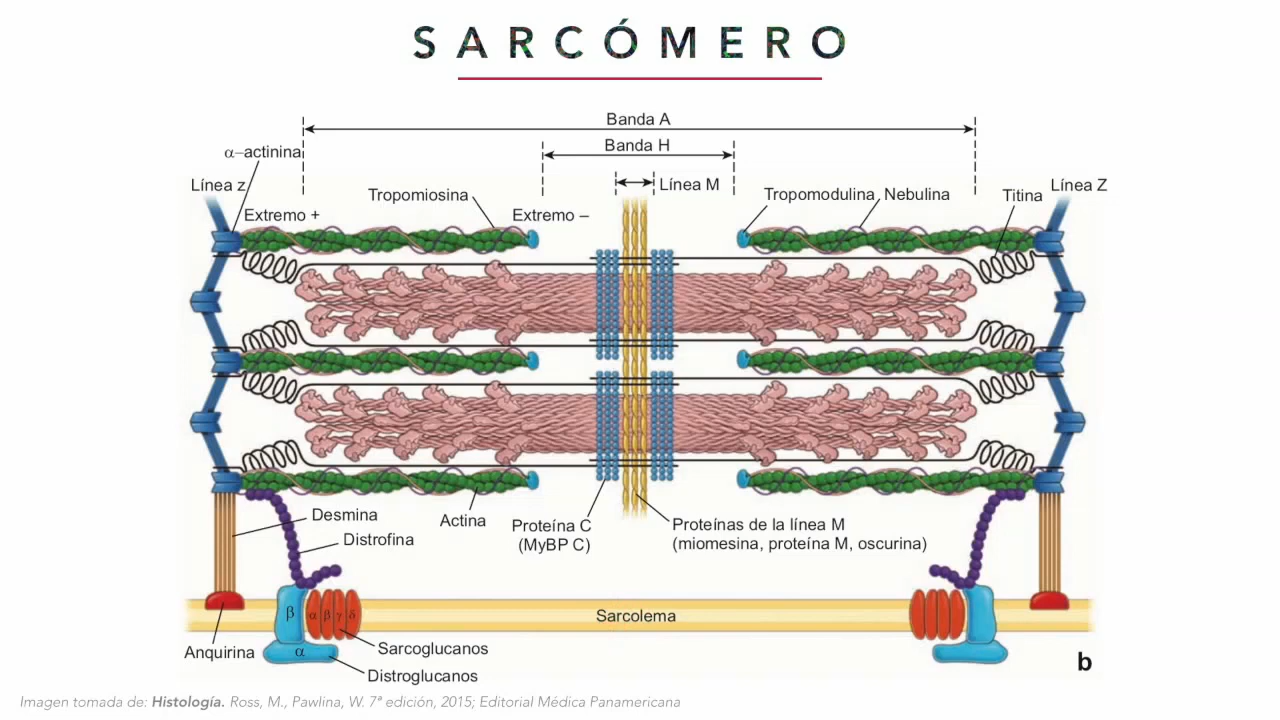 SARCÓMERO
Banda A
Banda H
α–actinina
Línea z
Línea M
Línea Z
Tropomiosina
Tropomodulina
Nebulina
Titina
Extremo +
Extremo –
Desmina
Actina
Proteína C
(MyBP C)
Proteínas de la línea M
(miomesina, proteína M, oscurina)
Distrofina
β
α β γ δ
Sarcolema
Anquirina
α
Sarcoglucanos
Distroglucanos
b
Imagen tomada de: Histología. Ross, M., Pawlina, W. 7ª edición, 2015; Editorial Médica Panamericana